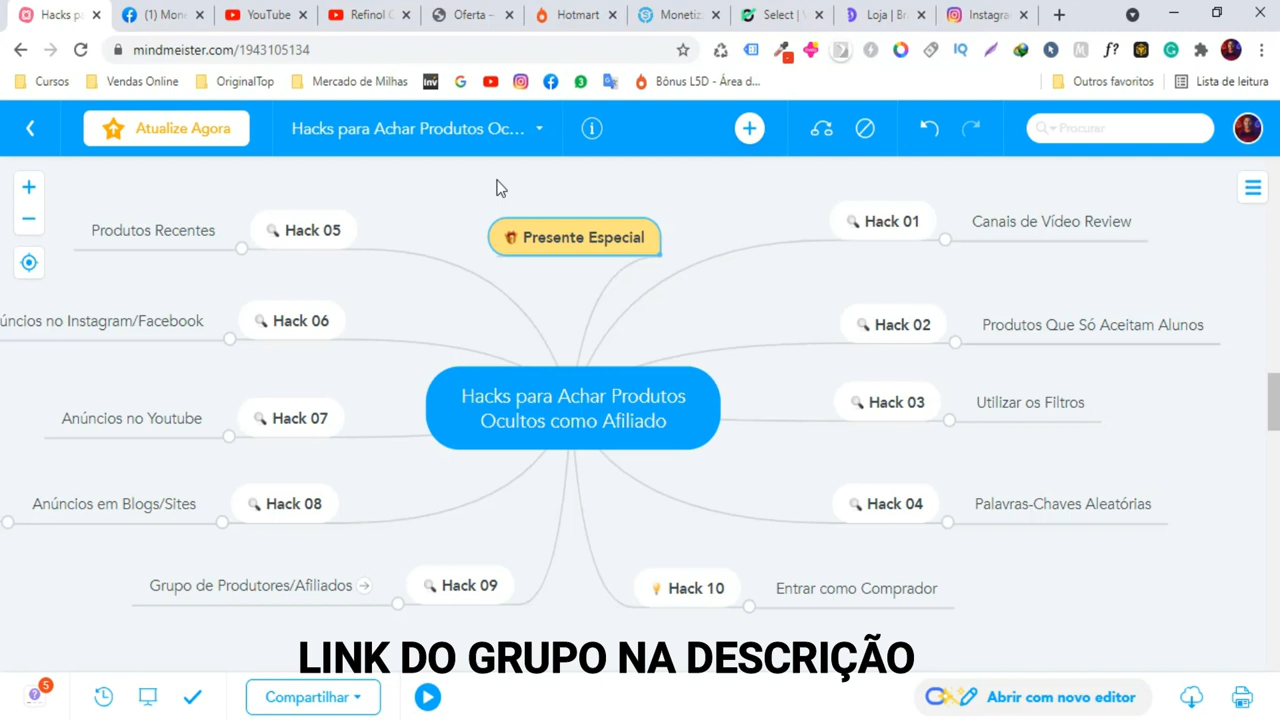 Hacks p
(1) Mon
YouTube
Refinol
Oferta –
Hotmart
Monetiz
Select |
Loja | Br
Instagra
mindmeister.com/1943105134
Cursos
Vendas Online
OriginalTop
Mercado de Milhas
Inv
Bônus L5D - Área d...
Outros favoritos
Lista de leitura
Atualize Agora
Hacks para Achar Produtos Oc...
Procurar
Produtos Recentes
Hack 05
Presente Especial
Hack 01
Canais de Vídeo Review
úncios no Instagram/Facebook
Hack 06
Hack 02
Produtos Que Só Aceitam Alunos
Hacks para Achar Produtos
Ocultos como Afiliado
Anúncios no Youtube
Hack 07
Hack 03
Utilizar os Filtros
Anúncios em Blogs/Sites
Hack 08
Hack 04
Palavras-Chaves Aleatórias
Grupo de Produtores/Afiliados
Hack 09
Hack 10
Entrar como Comprador
LINK DO GRUPO NA DESCRIÇÃO
5
Compartilhar
Abrir com novo editor